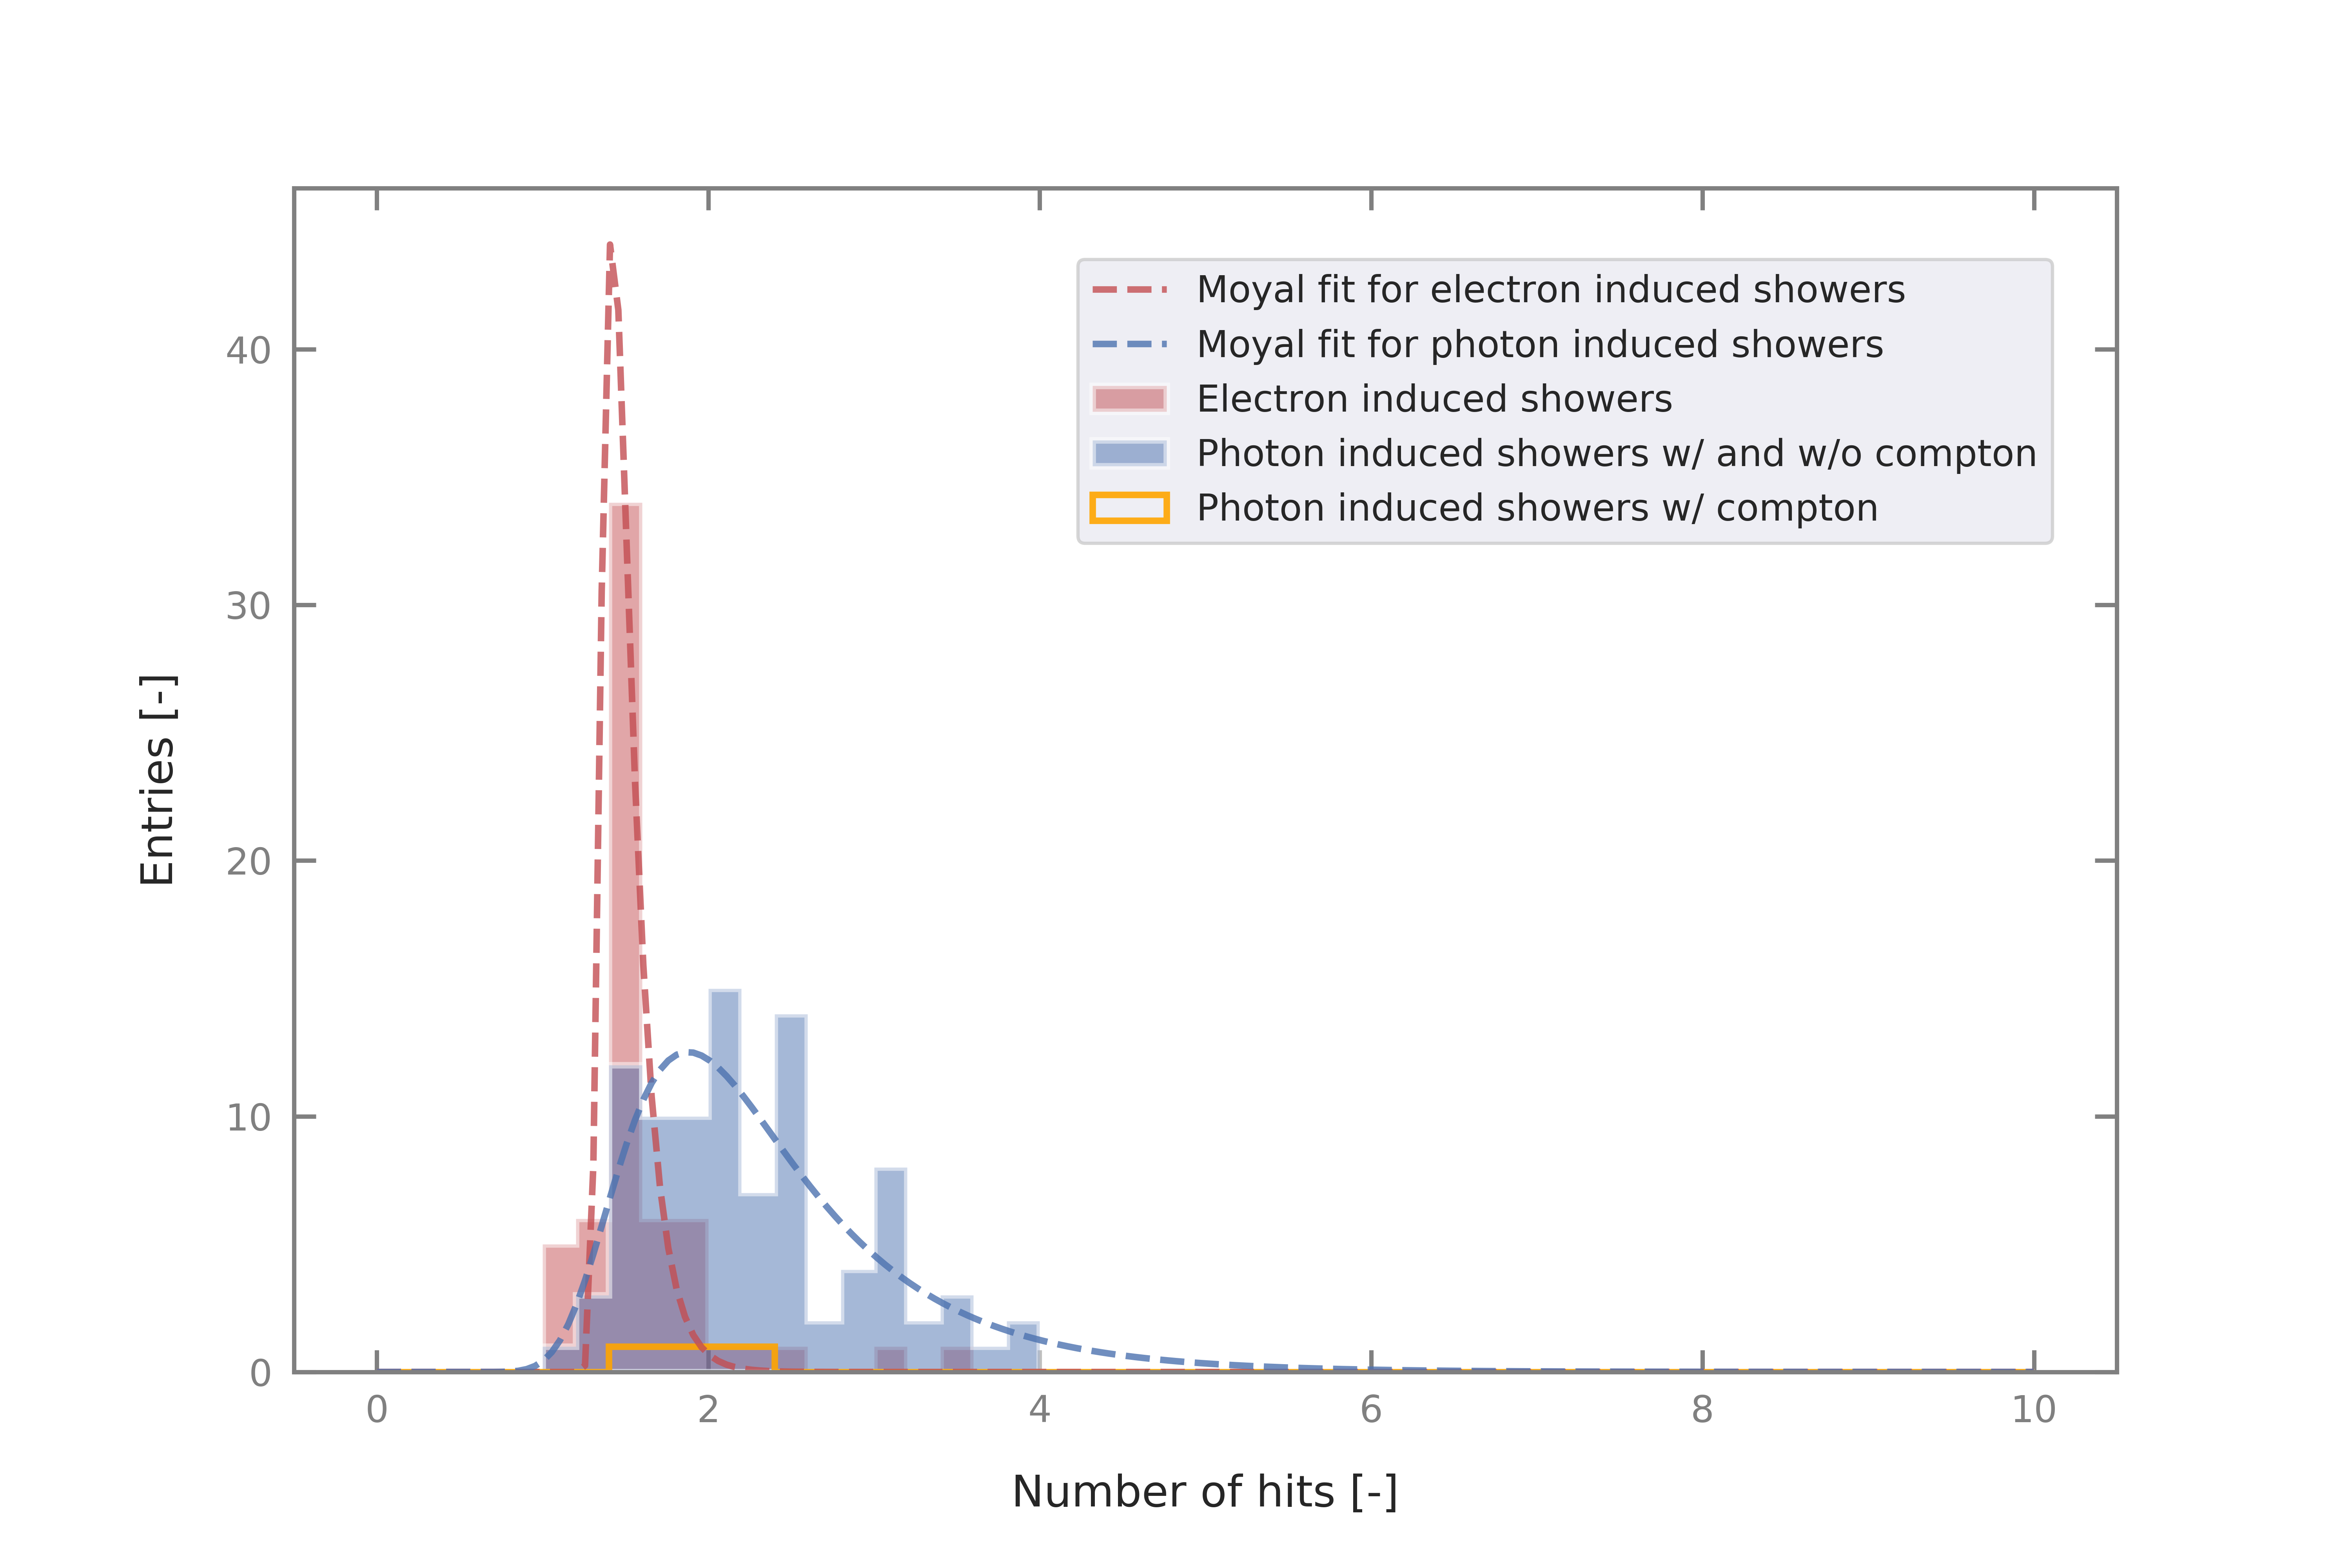 Moyal fit for electron induced showers
Moyal fit for photon induced showers
Electron induced showers
Photon induced showers w/ and w/o compton
Photon induced showers w/ compton
40
30
20
10
0
Entries [-]
0 2 4 6 8 10
Number of hits [-]